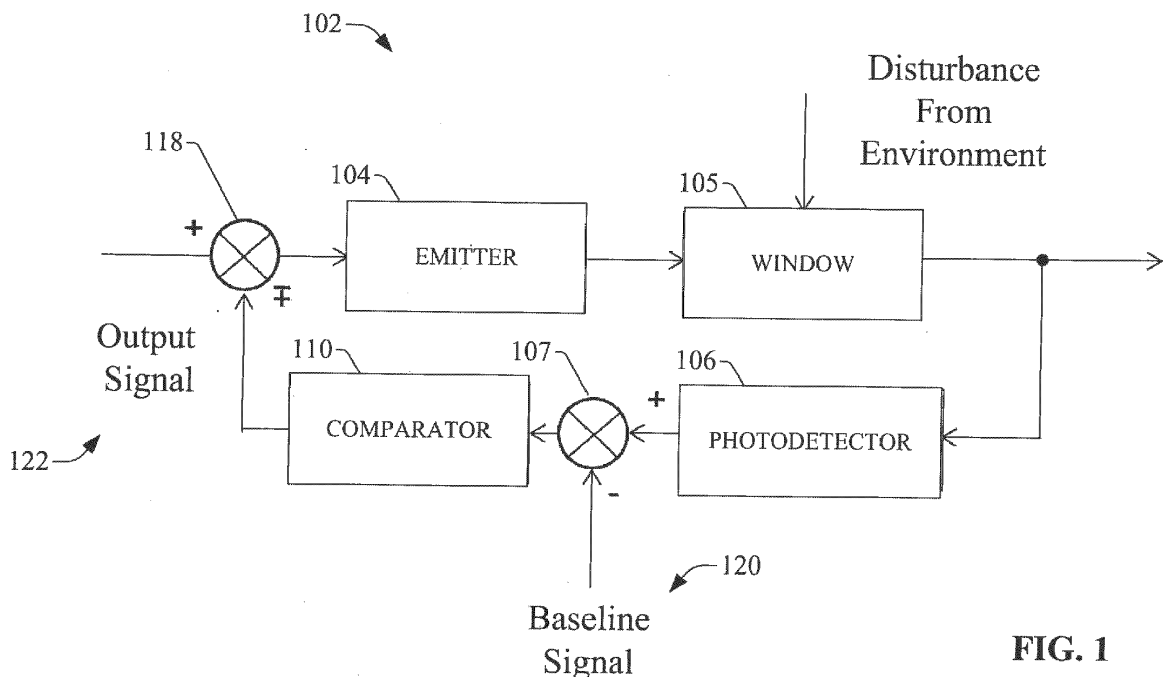 102
Disturbance
From
Environment
118
104
105
+
EMITTER
WINDOW
∓
Output
Signal
110
107
106
+
COMPARATOR
PHOTODETECTOR
122
-
120
Baseline
Signal
FIG. 1